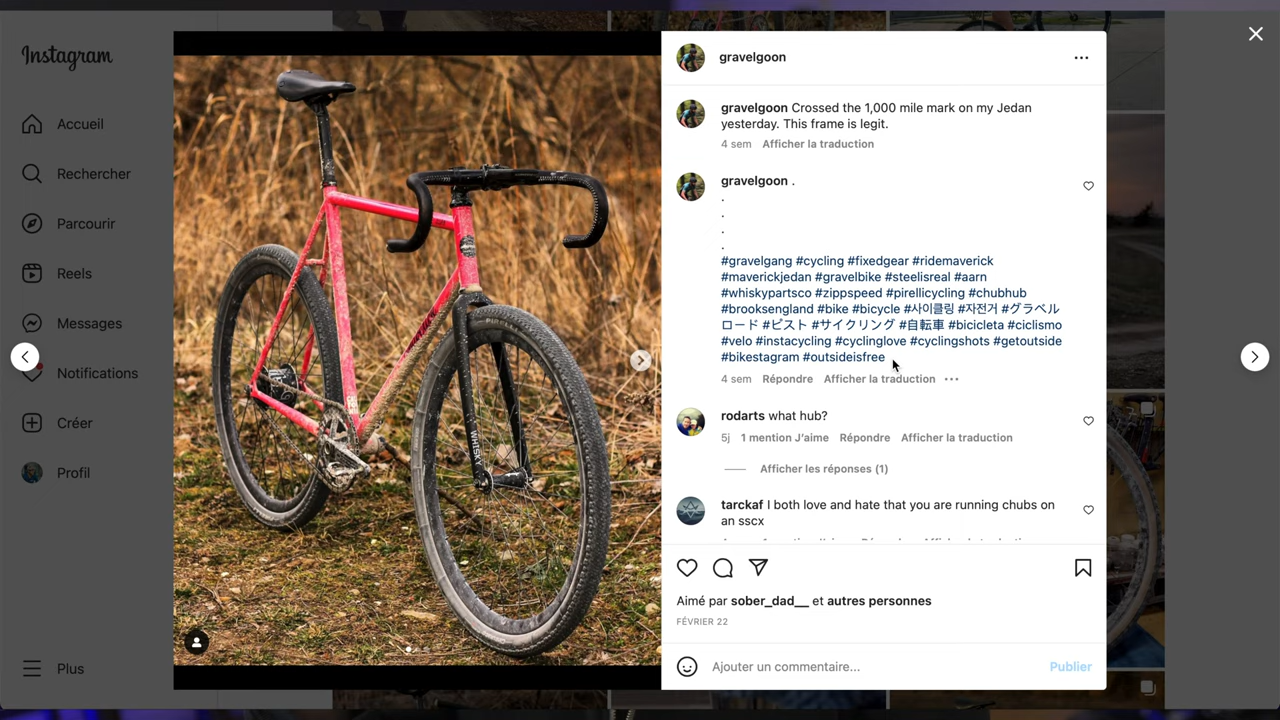 Instagram
Accueil
Rechercher
Parcourir
Reels
Messages
Notifications
Créer
Profil
Plus
WHISKY
gravelgoon
gravelgoon Crossed the 1,000 mile mark on my Jedan
yesterday. This frame is legit.
4 sem Afficher la traduction
gravelgoon .
.
.
.
.
#gravelgang #cycling #fixedgear #ridemaverick
#maverickjedan #gravelbike #steelisreal #aarn
#whiskypartsco #zippspeed #pirellicycling #chubhub
#brooksengland #bike #bicycle #사이클링 #자전거 #グラベル
ロード #ピスト #サイクリング #自転車 #bicicleta #ciclismo
#velo #instacycling #cyclinglove #cyclingshots #getoutside
#bikestagram #outsideisfree
4 sem Répondre Afficher la traduction
rodarts what hub?
5j 1 mention J'aime Répondre Afficher la traduction
Afficher les réponses (1)
tarckaf I both love and hate that you are running chubs on
an sscx
Aimé par sober_dad__ et autres personnes
FÉVRIER 22
Ajouter un commentaire... Publier